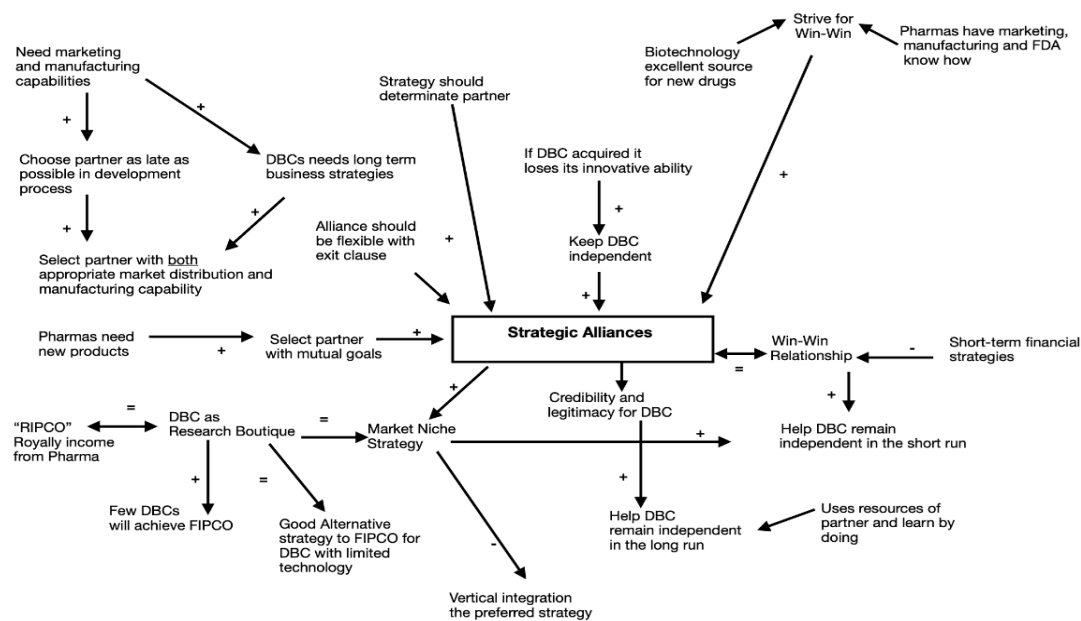 Strive for
Win-Win
Need marketing
and manufacturing
capabilities
Biotechnology
excellent source
for new drugs
Pharmas have marketing,
manufacturing and FDA
know how
Strategy should
determinate partner
+
+
Choose partner as late as
possible in development
process
DBCs needs long term
business strategies
If DBC acquired it
loses its innovative ability
+
+
+
+
Alliance should
be flexible with
exit clause
+
Keep DBC
independent
Select partner with both
appropriate market distribution and
manufacturing capability
+
Strategic Alliances
Pharmas need
new products
+
Select partner
with mutual goals
+
Win-Win
Relationship
=
-
Short-term financial
strategies
+
Credibility and
legitimacy for DBC
+
"RIPCO"
Royally income
from Pharma
=
DBC as
Research Boutique
=
Market Niche
Strategy
+
Help DBC remain
independent in the short run
+
=
+
Few DBCs
will achieve FIPCO
Good Alternative
strategy to FIPCO for
DBC with limited
technology
-
Help DBC
remain independent
in the long run
Uses resources of
partner and learn by
doing
Vertical integration
the preferred strategy